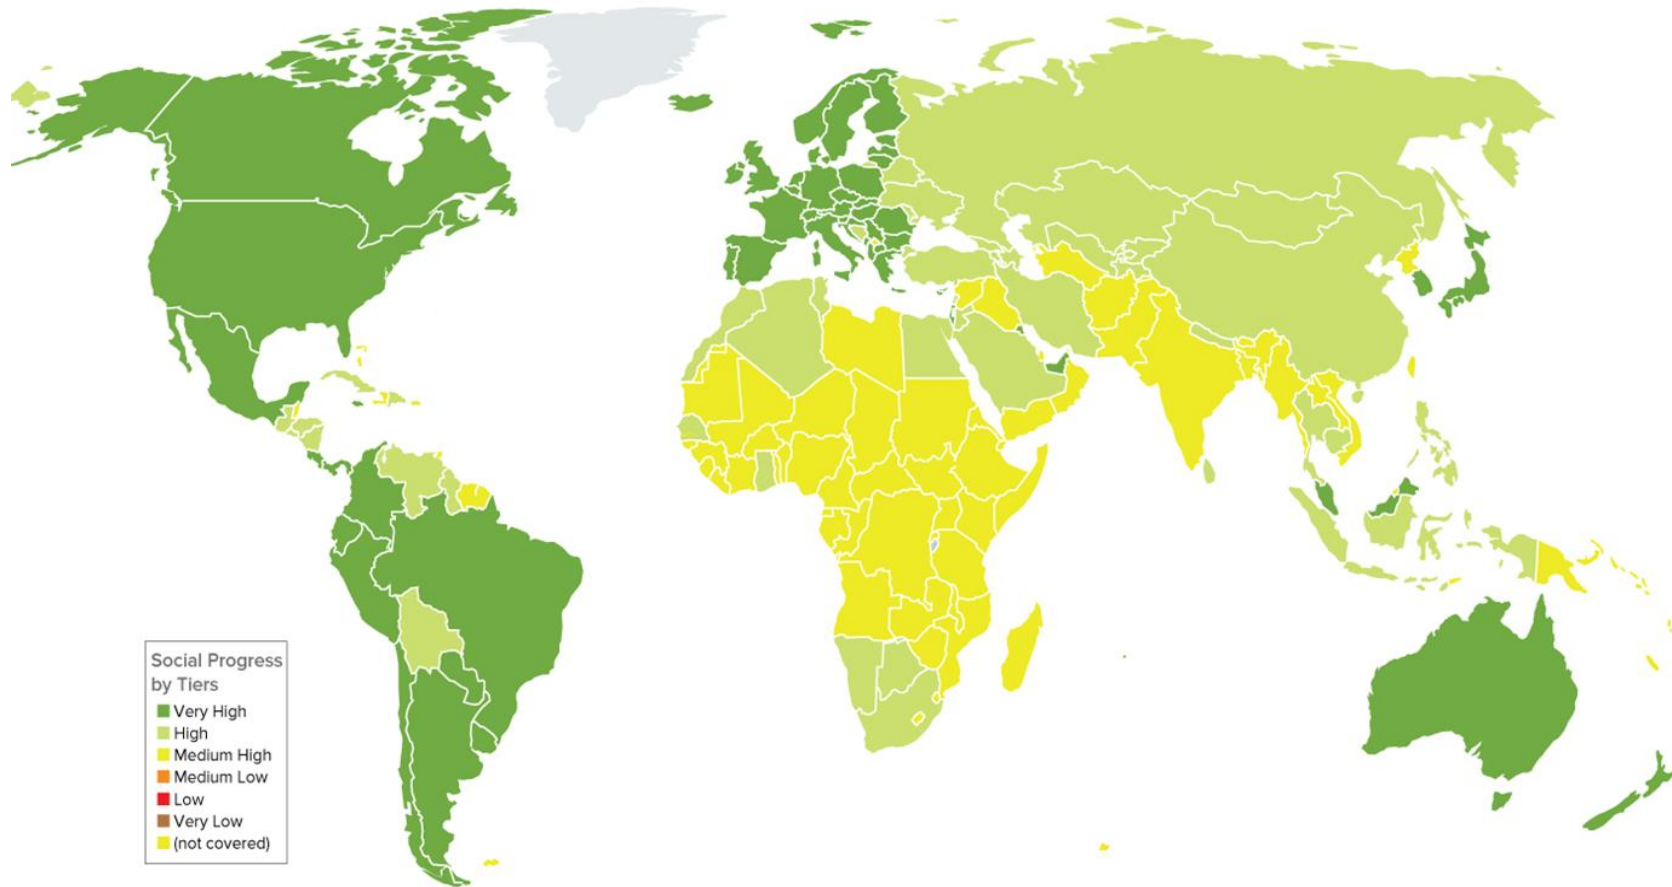 Social Progress
by Tiers
Very High
High
Medium High
Medium Low
Low
Very Low
(not covered)